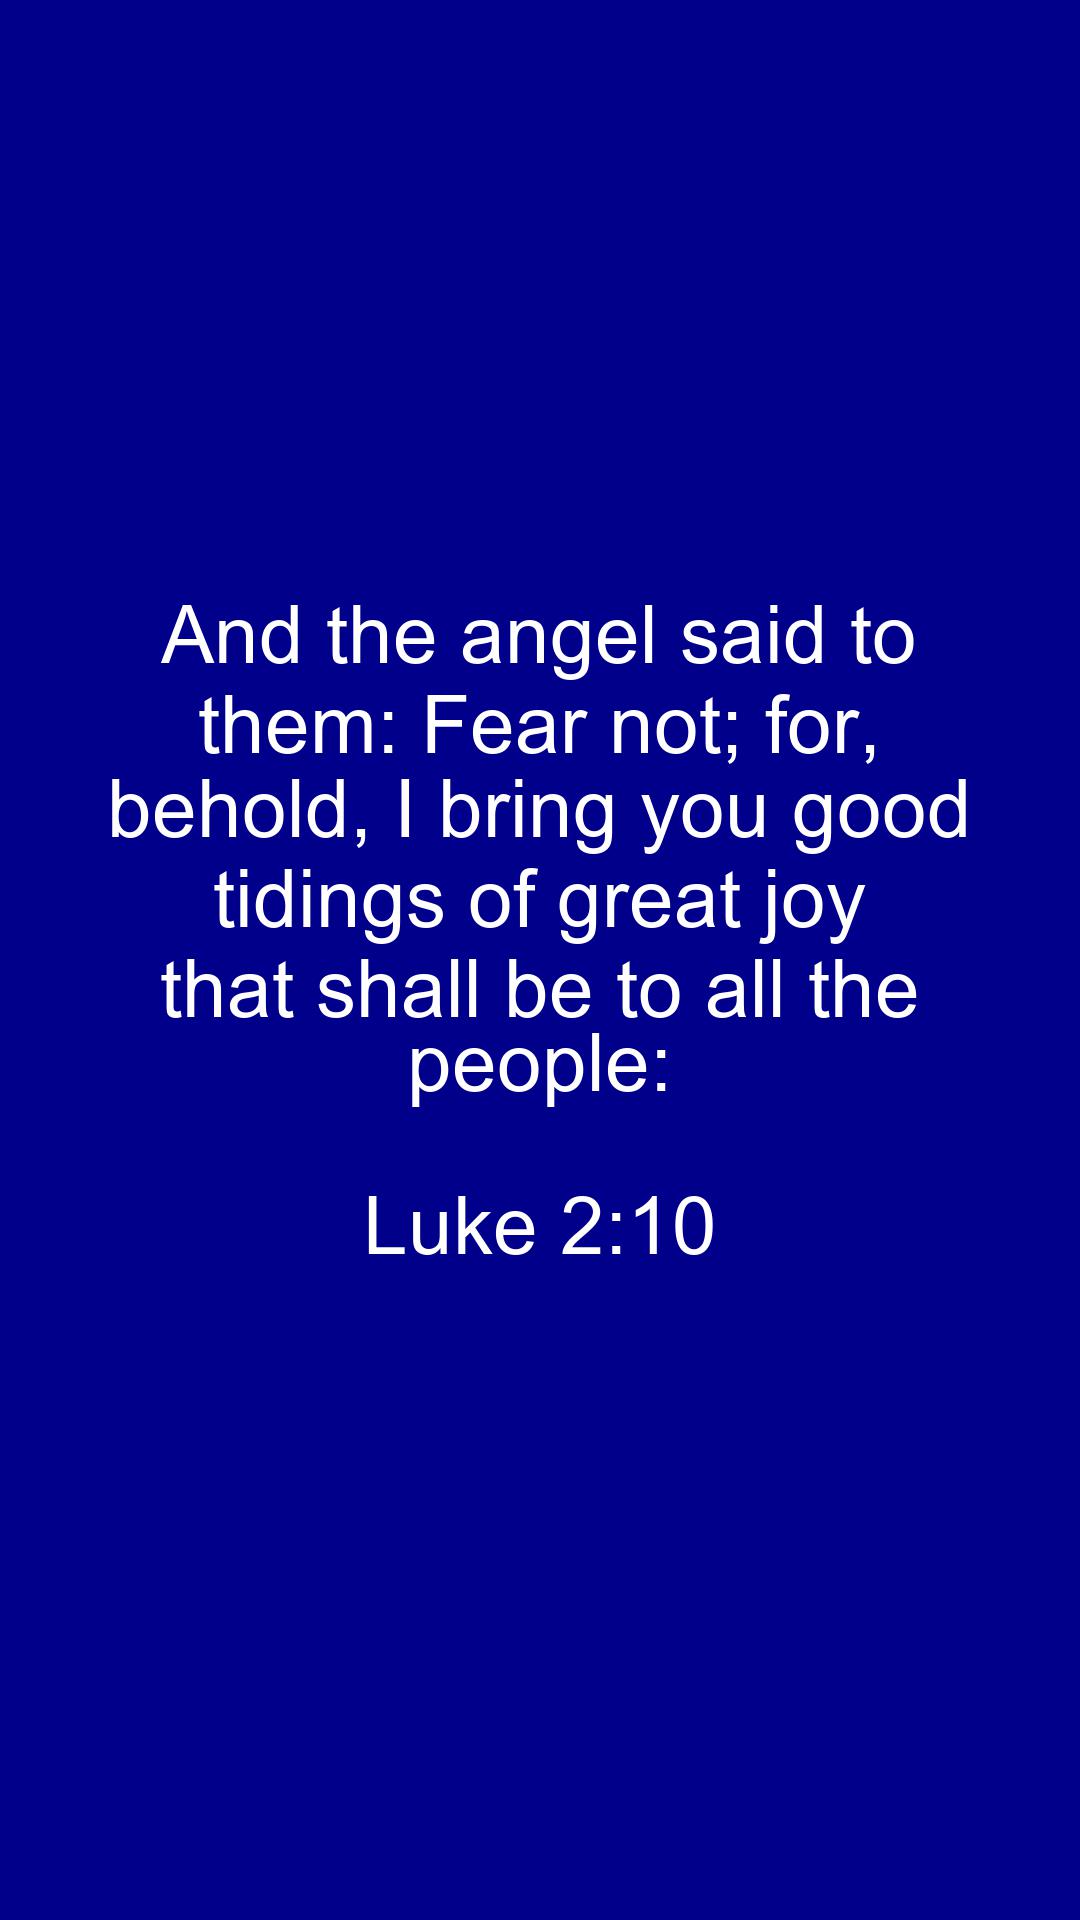 And the angel said to
them: Fear not; for,
behold, I bring you good
tidings of great joy
that shall be to all the
people:
Luke 2:10